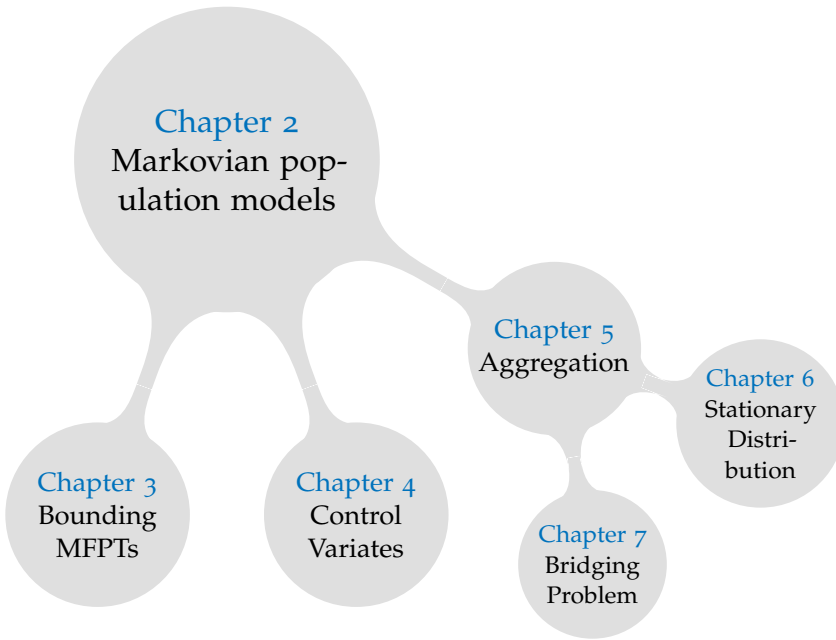 Chapter 2
Markovian pop-
ulation models
Chapter 5
Aggregation
Chapter 6
Stationary
Distri-
bution
Chapter 3
Bounding
MFPTs
Chapter 4
Control
Variates
Chapter 7
Bridging
Problem